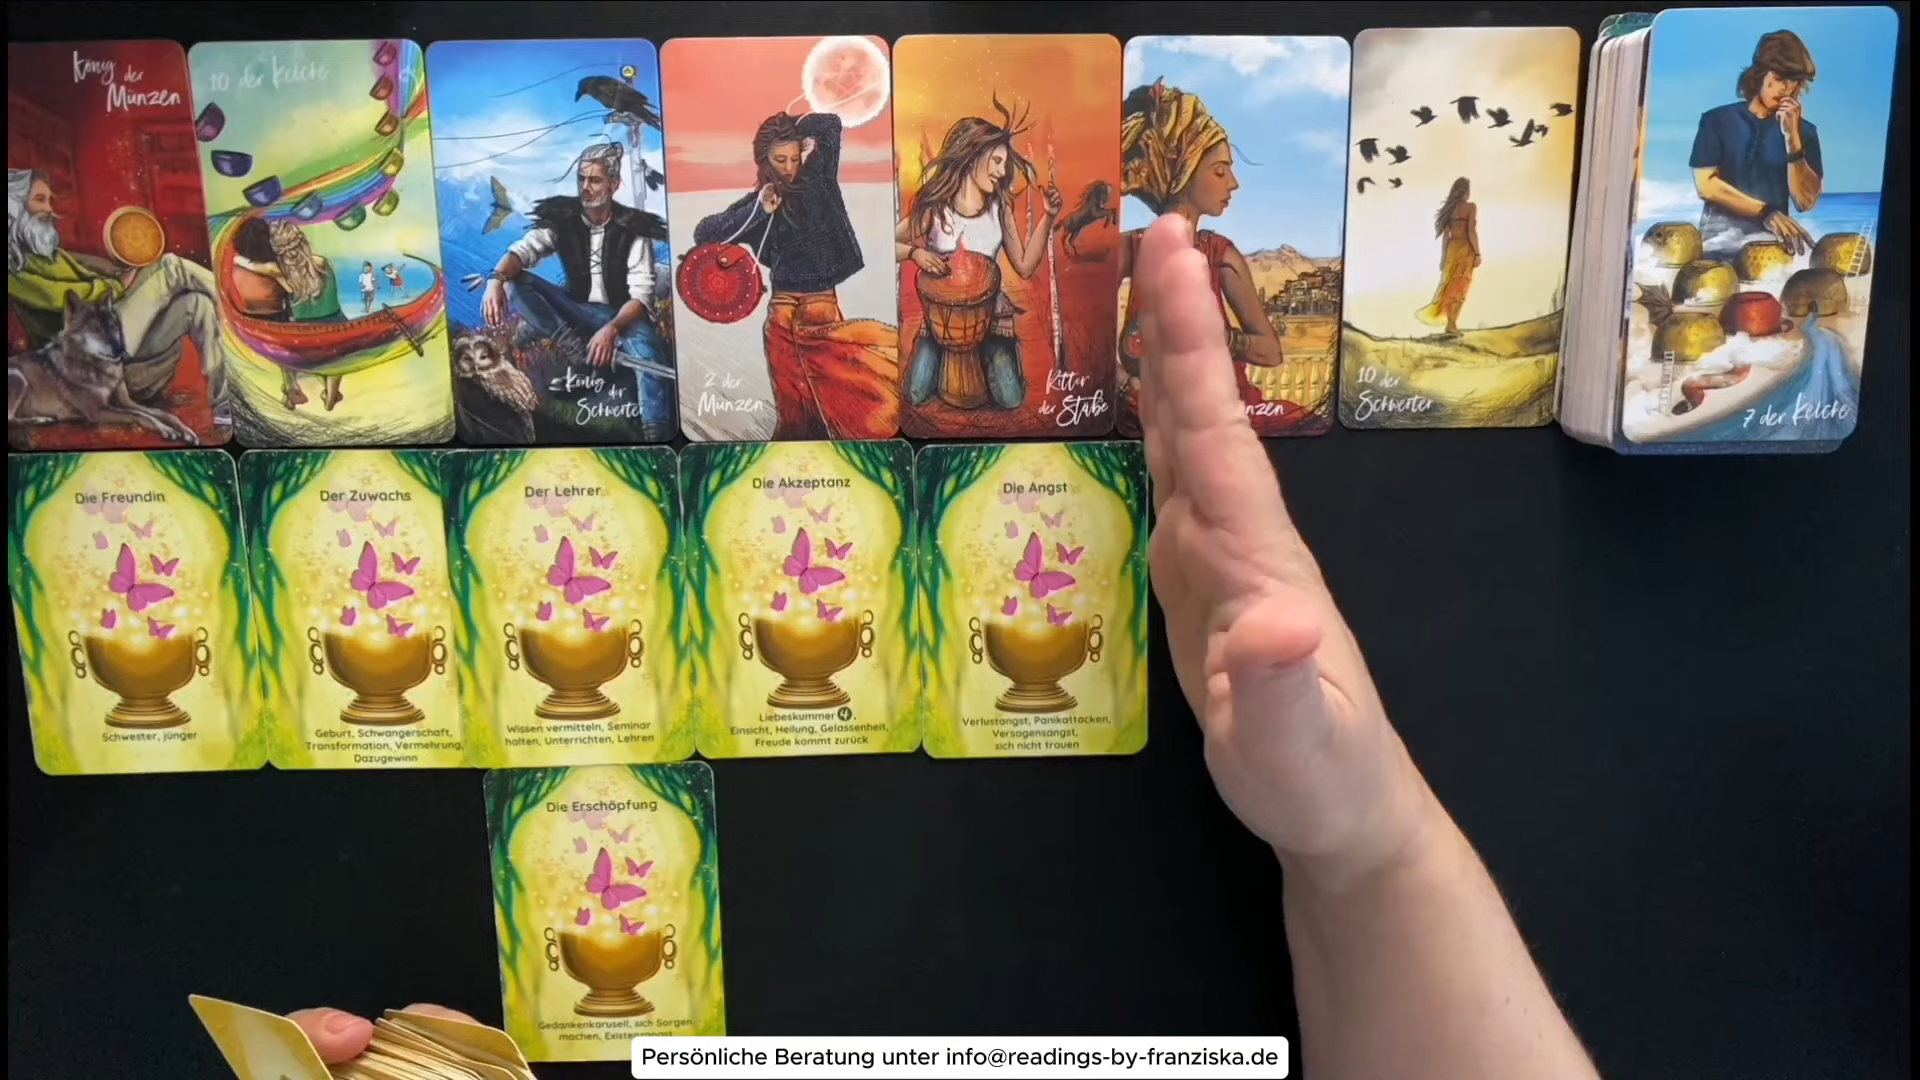 König der
Münzen
10 der Kelche
König
der
Schwerter
2 der
Münzen
Ritter
der Stäbe
10 der
Schwerter
7 der Kelche
Die Freundin
Schwester, jünger
Der Zuwachs
Geburt, Schwangerschaft,
Transformation, Vermehrung,
Dazugewinn
Der Lehrer
Wissen vermitteln, Seminar
halten, Unterrichten, Lehren
Die Akzeptanz
Liebeskummer 4,
Einsicht, Heilung, Gelassenheit,
Freude kommt zurück
Die Angst
Verlustangst, Panikattacken,
Versogensangst,
sich nicht trauen
Die Erschöpfung
Gedankenkarusell, sich Sorgen
machen,
Persönliche Beratung unter info@readings-by-franziska.de